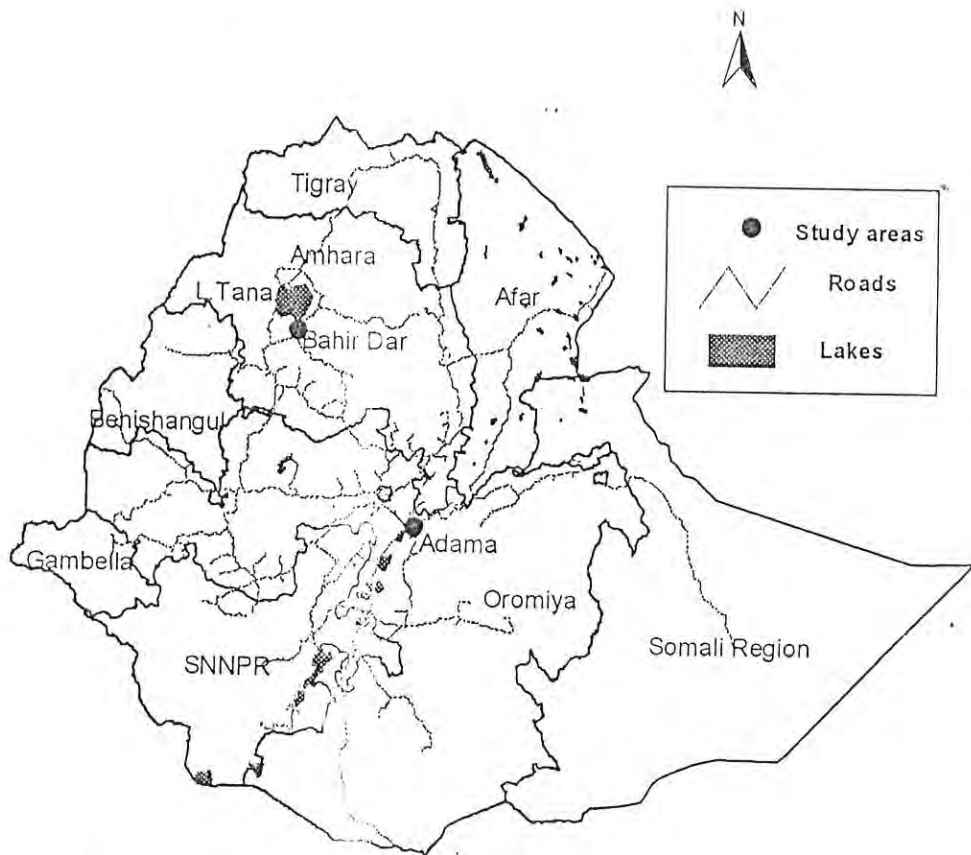 N
Tigray
Amhara
L Tana
Bahir Dar
Afar
Benishangul
Gambella
Adama
Oromiya
SNNPR
Somali Region
Study areas
Roads
Lakes